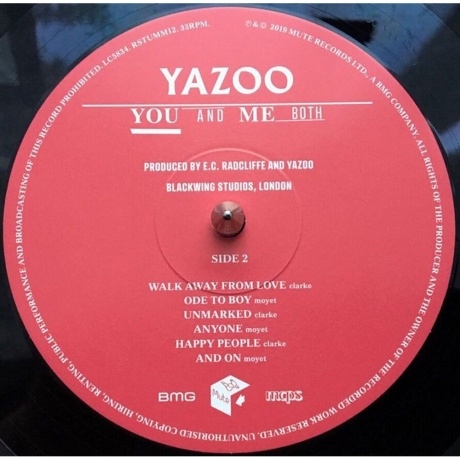 YAZOO
YOU AND ME BOTH
PRODUCED BY E.C. RADCLIFFE AND YAZOO
BLACKWING STUDIOS, LONDON
SIDE 2
WALK AWAY FROM LOVE clarke
ODE TO BOY moyet
UNMARKED clarke
ANYONE moyet
HAPPY PEOPLE clarke
AND ON moyet
BMG Mute mcps
℗ & © 2019 MUTE RECORDS LTD., A BMG COMPANY. ALL RIGHTS OF THE PRODUCER AND THE OWNER OF THE RECORDED WORK RESERVED. UNAUTHORISED COPYING, HIRING, RENTING, PUBLIC PERFORMANCE AND BROADCASTING OF THIS RECORD PROHIBITED. LC5834. RSTUMM12. 33RPM.